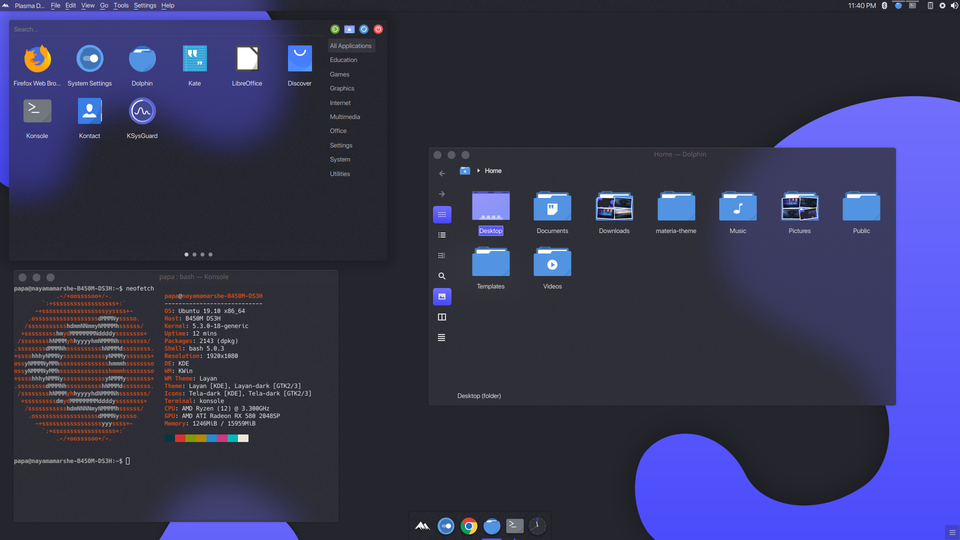 Plasma D... File Edit View Go Tools Settings Help
11:40 PM
Search...
All Applications
Education
Games
Graphics
Internet
Multimedia
Office
Settings
System
Utilities
Firefox Web Bro... System Settings Dolphin Kate LibreOffice Discover
Konsole Kontact KSysGuard
Home — Dolphin
Home
Desktop Documents Downloads materia-theme Music Pictures Public
Templates Videos
Desktop (folder)
papa : bash — Konsole
papa@nayamamarshe-B450M-DS3H:~$ neofetch
papa@nayamamarshe-B450M-DS3H
----------------------------
OS: Ubuntu 19.10 x86_64
Host: B450M DS3H
Kernel: 5.3.0-18-generic
Uptime: 12 mins
Packages: 2143 (dpkg)
Shell: bash 5.0.3
Resolution: 1920x1080
DE: KDE
WM: KWin
WM Theme: Layan
Theme: Layan [KDE], Layan-dark [GTK2/3]
Icons: Tela-dark [KDE], Tela-dark [GTK2/3]
Terminal: konsole
CPU: AMD Ryzen (12) @ 3.300GHz
GPU: AMD ATI Radeon RX 580 2048SP
Memory: 1246MiB / 15959MiB
papa@nayamamarshe-B450M-DS3H:~$